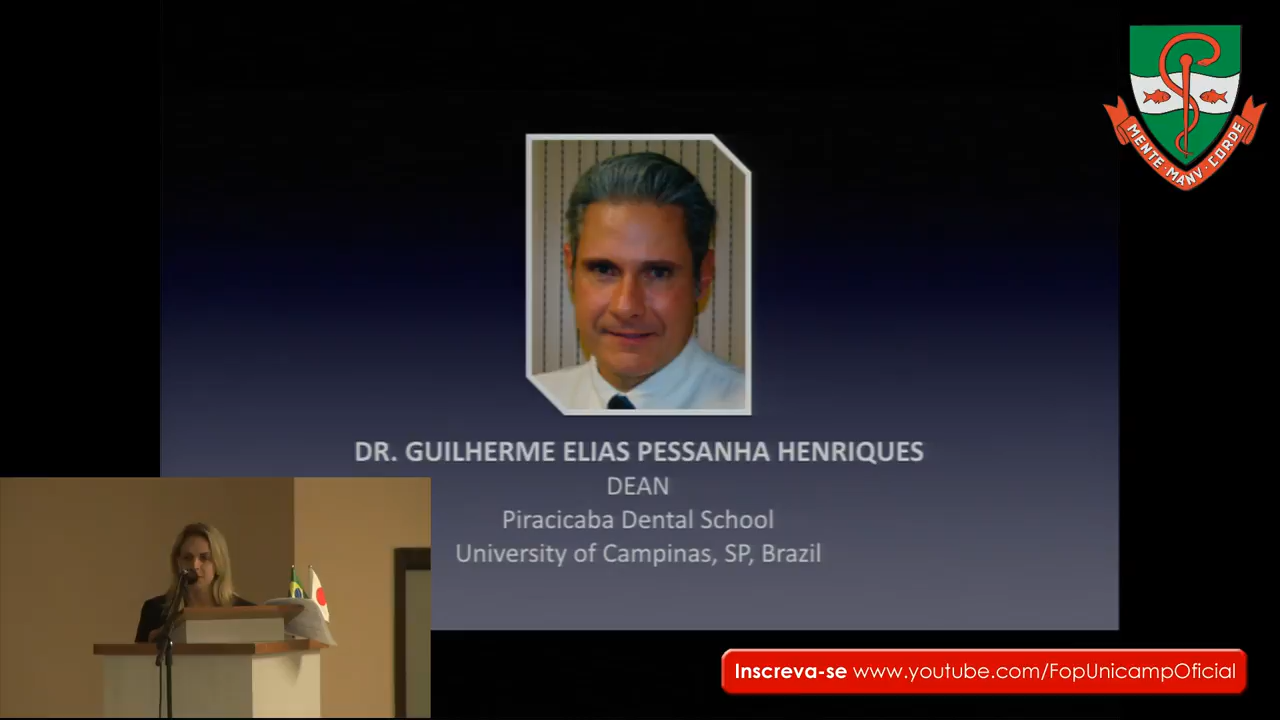 MENTE · MANV · CORDE
DR. GUILHERME ELIAS PESSANHA HENRIQUES
DEAN
Piracicaba Dental School
University of Campinas, SP, Brazil
Inscreva-se www.youtube.com/FopUnicampOficial